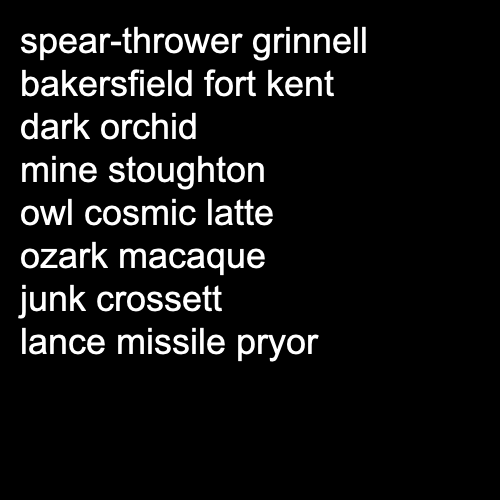 spear-thrower grinnell
bakersfield fort kent
dark orchid
mine stoughton
owl cosmic latte
ozark macaque
junk crossett
lance missile pryor